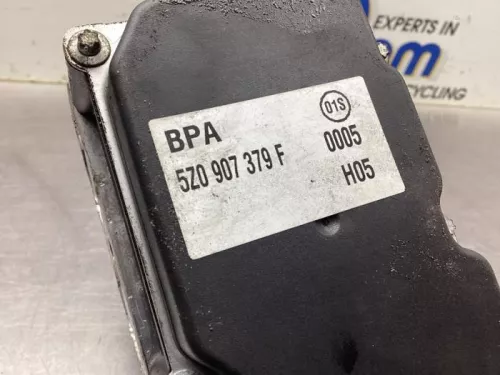 EXPERTS IN
CYCLING
01S
BPA 0005
5Z0 907 379 F H05